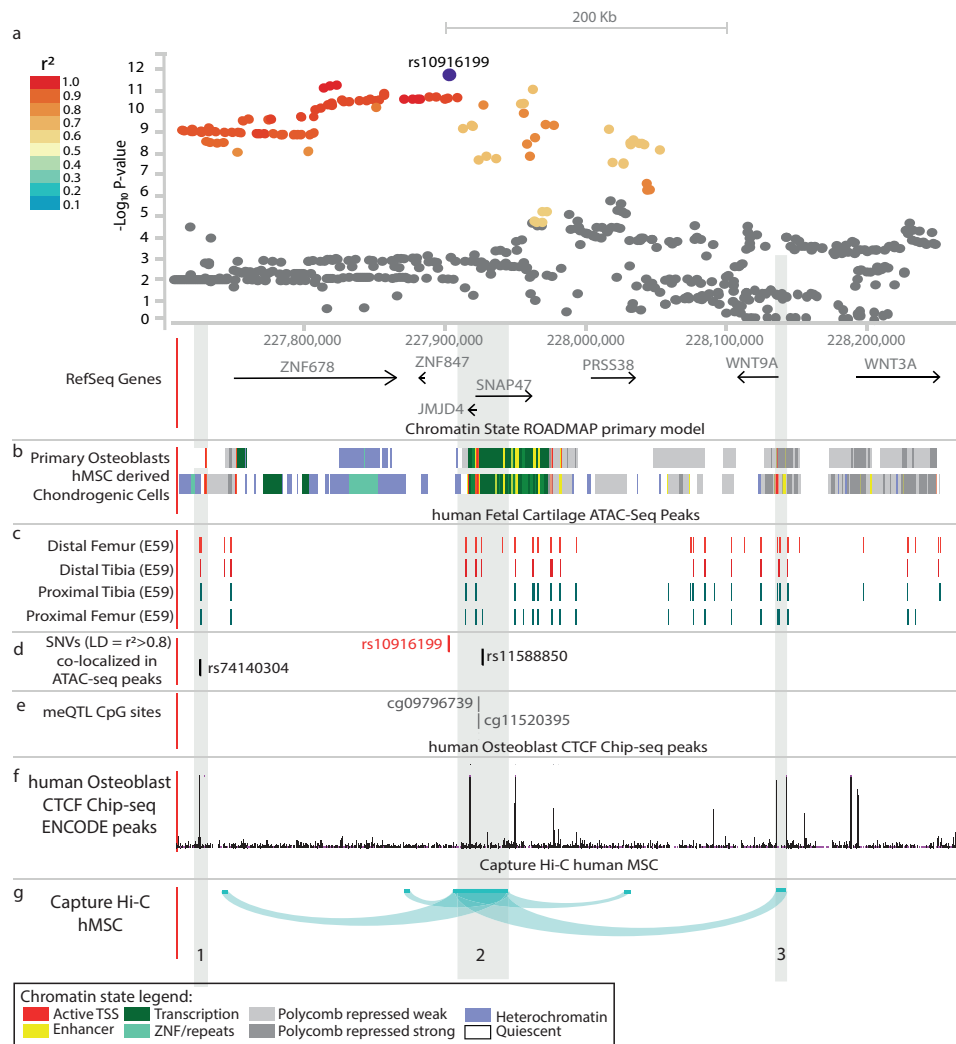 200 Kb
a
rs10916199
r²
1.0
0.9
0.8
0.7
0.6
0.5
0.4
0.3
0.2
0.1
-Log₁₀ P-value
12
11
10
9
8
7
6
5
4
3
2
1
0
227,800,000
227,900,000
228,000,000
228,100,000
228,200,000
RefSeq Genes
ZNF678
ZNF847
SNAP47
JMJD4
PRSS38
WNT9A
WNT3A
Chromatin State ROADMAP primary model
b
Primary Osteoblasts
hMSC derived
Chondrogenic Cells
human Fetal Cartilage ATAC-Seq Peaks
c
Distal Femur (E59)
Distal Tibia (E59)
Proximal Tibia (E59)
Proximal Femur (E59)
d
SNVs (LD = r²>0.8)
co-localized in
ATAC-seq peaks
rs74140304
rs10916199
rs11588850
e
meQTL CpG sites
cg09796739
cg11520395
human Osteoblast CTCF Chip-seq peaks
f
human Osteoblast
CTCF Chip-seq
ENCODE peaks
Capture Hi-C human MSC
g
Capture Hi-C
hMSC
1
2
3
Chromatin state legend:
Active TSS
Transcription
Polycomb repressed weak
Heterochromatin
Enhancer
ZNF/repeats
Polycomb repressed strong
Quiescent